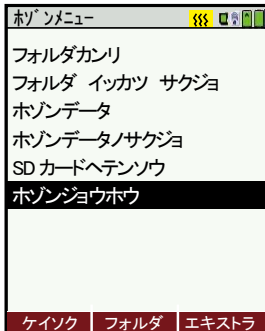 ホゾンメニュー
フォルダカンリ
フォルダ イッカツ サクジョ
ホゾンデータ
ホゾンデータノサクジョ
SDカードヘテンソウ
ホゾンジョウホウ
ケイソク フォルダ エキストラ